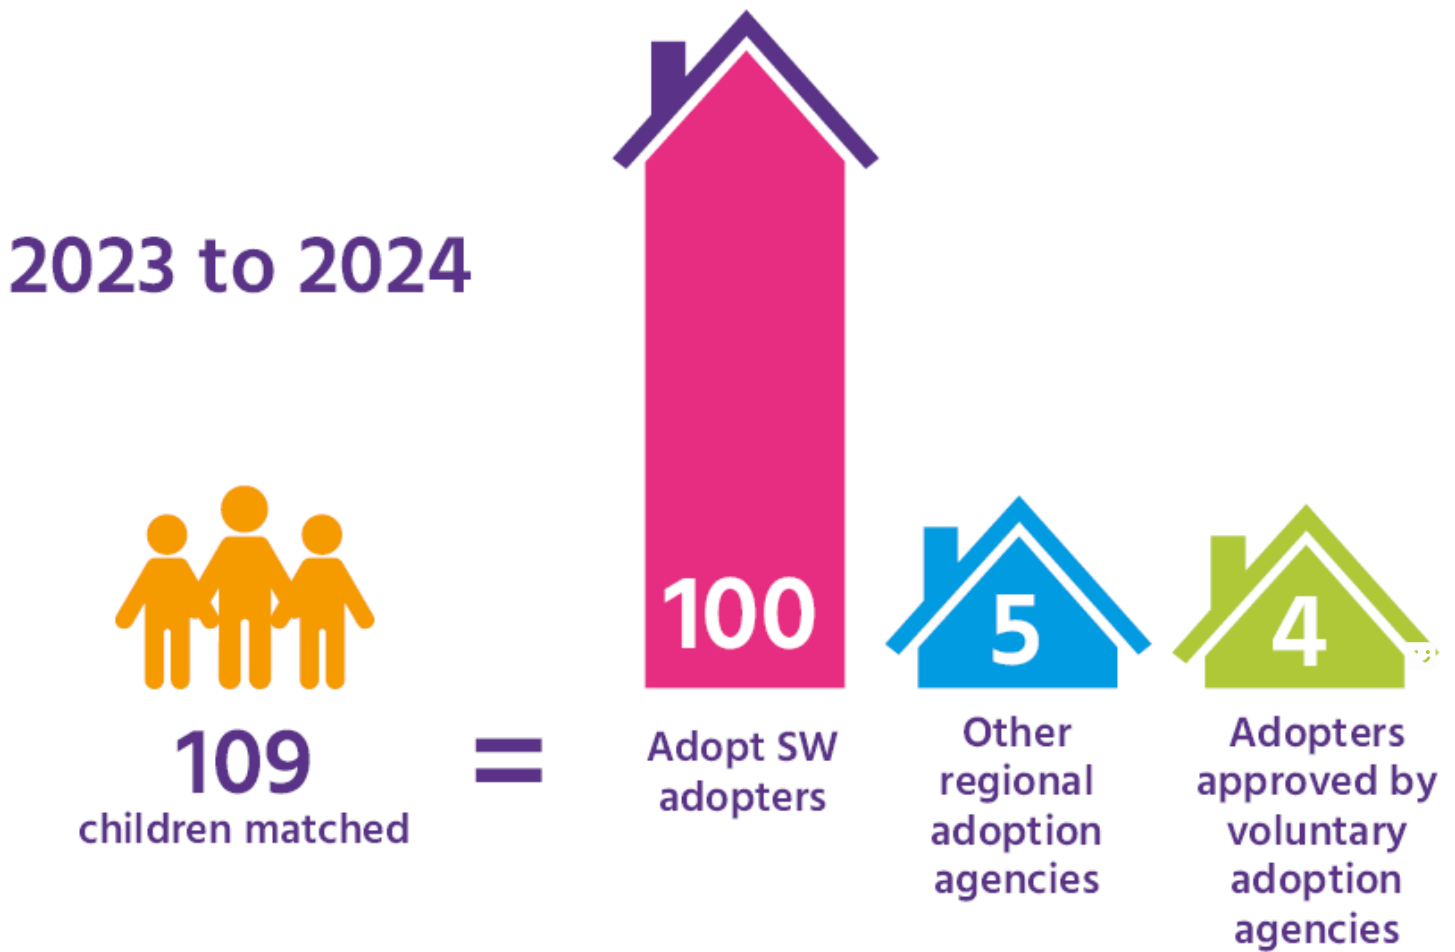 2023 to 2024
109
children matched
=
100
Adopt SW
adopters
5
Other
regional
adoption
agencies
4
Adopters
approved by
voluntary
adoption
agencies